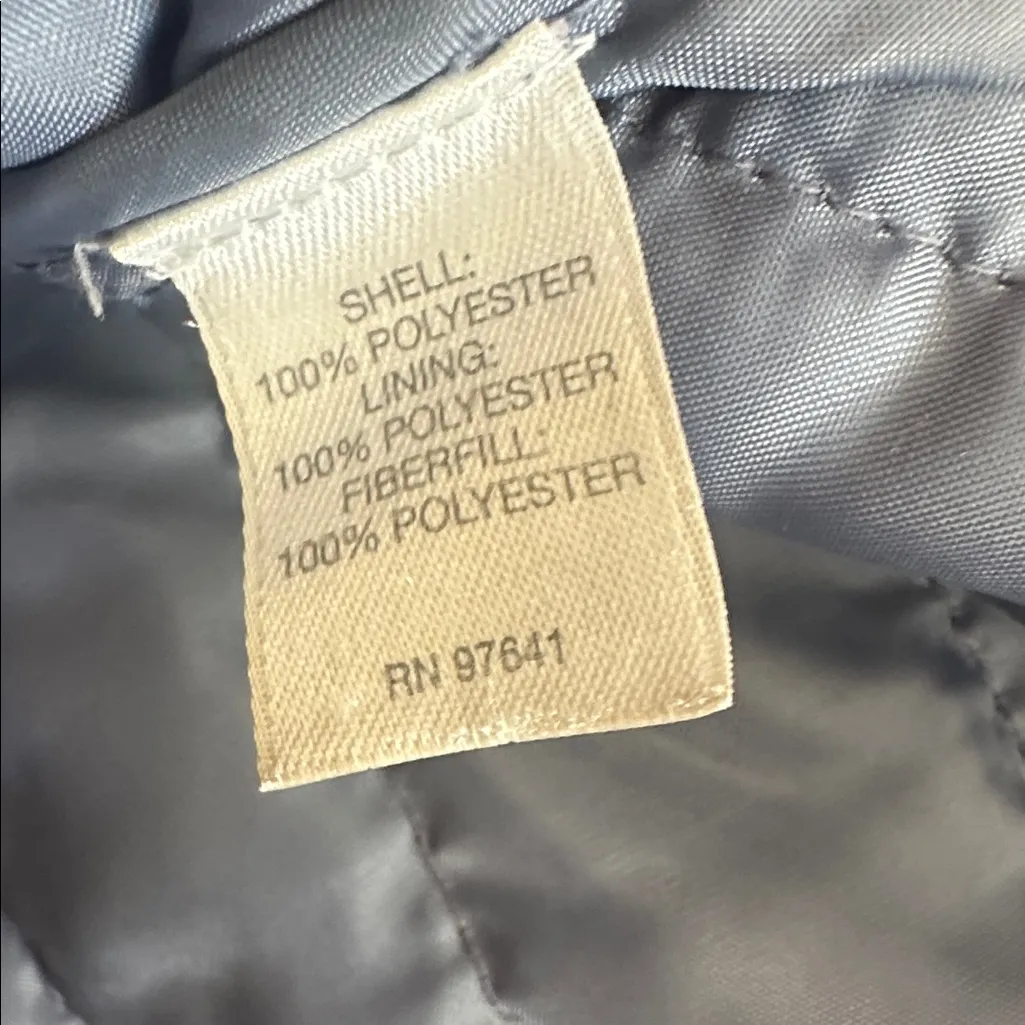 SHELL:
100% POLYESTER
LINING:
100% POLYESTER
FIBERFILL:
100% POLYESTER
RN 97641